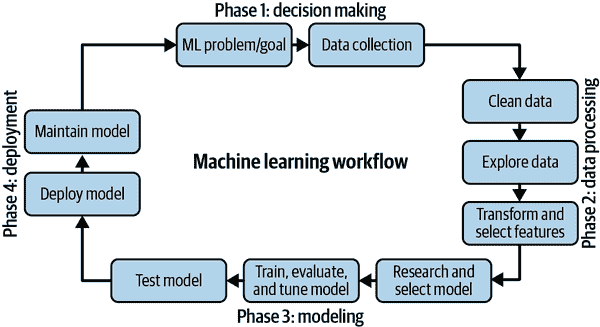 Phase 1: decision making
ML problem/goal
Data collection
Clean data
Explore data
Transform and
select features
Phase 2: data processing
Machine learning workflow
Research and
select model
Train, evaluate,
and tune model
Test model
Phase 3: modeling
Deploy model
Maintain model
Phase 4: deployment